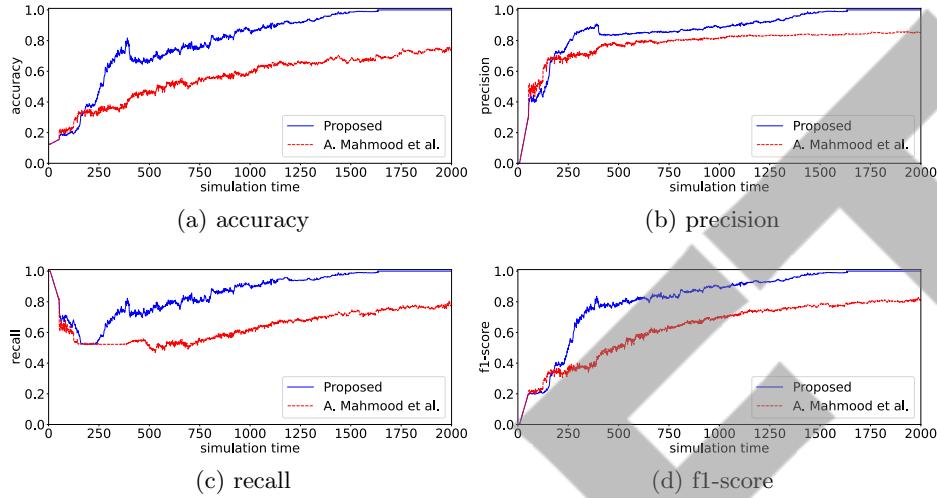 1.0
0.8
0.6
0.4
0.2
0.0
accuracy
0 250 500 750 1000 1250 1500 1750 2000
simulation time
Proposed
A. Mahmood et al.
(a) accuracy
1.0
0.8
0.6
0.4
0.2
0.0
precision
0 250 500 750 1000 1250 1500 1750 2000
simulation time
Proposed
A. Mahmood et al.
(b) precision
1.0
0.8
0.6
0.4
0.2
0.0
recall
0 250 500 750 1000 1250 1500 1750 2000
simulation time
Proposed
A. Mahmood et al.
(c) recall
1.0
0.8
0.6
0.4
0.2
0.0
f1-score
0 250 500 750 1000 1250 1500 1750 2000
simulation time
Proposed
A. Mahmood et al.
(d) f1-score